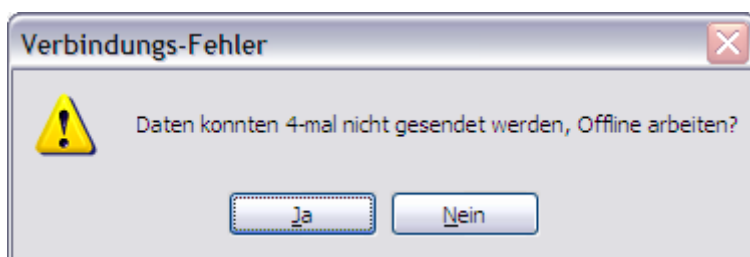 Verbindungs-Fehler
Daten konnten 4-mal nicht gesendet werden, Offline arbeiten?
Ja
Nein